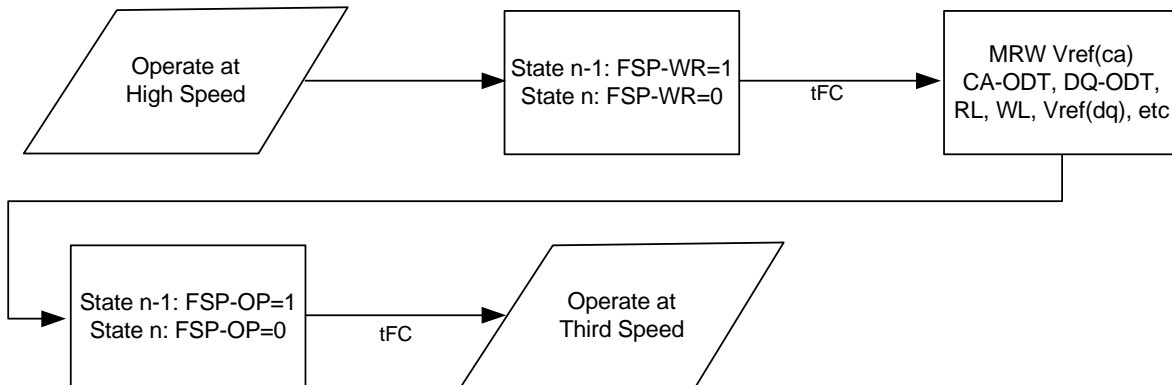 Operate at
High Speed
State n-1: FSP-WR=1
State n: FSP-WR=0
tFC
MRW Vref(ca)
CA-ODT, DQ-ODT,
RL, WL, Vref(dq), etc
State n-1: FSP-OP=1
State n: FSP-OP=0
tFC
Operate at
Third Speed